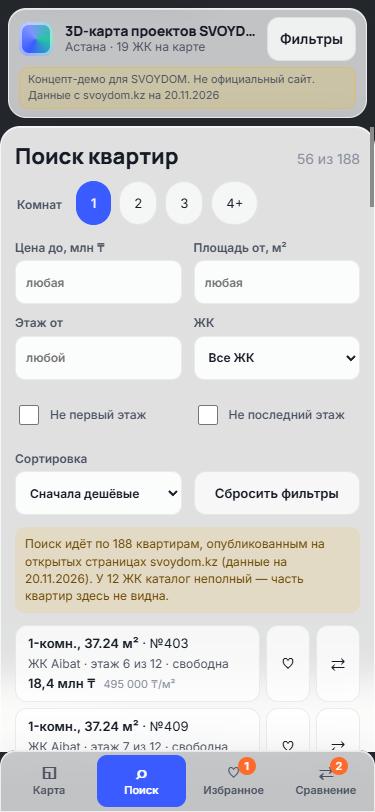 3D-карта проектов SVOYD...
Астана · 19 ЖК на карте
Фильтры
Концепт-демо для SVOYDOM. Не официальный сайт.
Данные с svoydom.kz на 20.11.2026
Поиск квартир
56 из 188
Комнат 1 2 3 4+
Цена до, млн ₸
Площадь от, м²
любая
любая
Этаж от
ЖК
любой
Все ЖК
Не первый этаж
Не последний этаж
Сортировка
Сначала дешёвые
Сбросить фильтры
Поиск идёт по 188 квартирам, опубликованным на
открытых страницах svoydom.kz (данные на
20.11.2026). У 12 ЖК каталог неполный — часть
квартир здесь не видна.
1-комн., 37.24 м² · №403
ЖК Aibat · этаж 6 из 12 · свободна
18,4 млн ₸ 495 000 ₸/м²
1-комн., 37.24 м² · №409
ЖК Aibat · этаж 7 из 12 · свободна
1
2
Карта
Поиск
Избранное
Сравнение